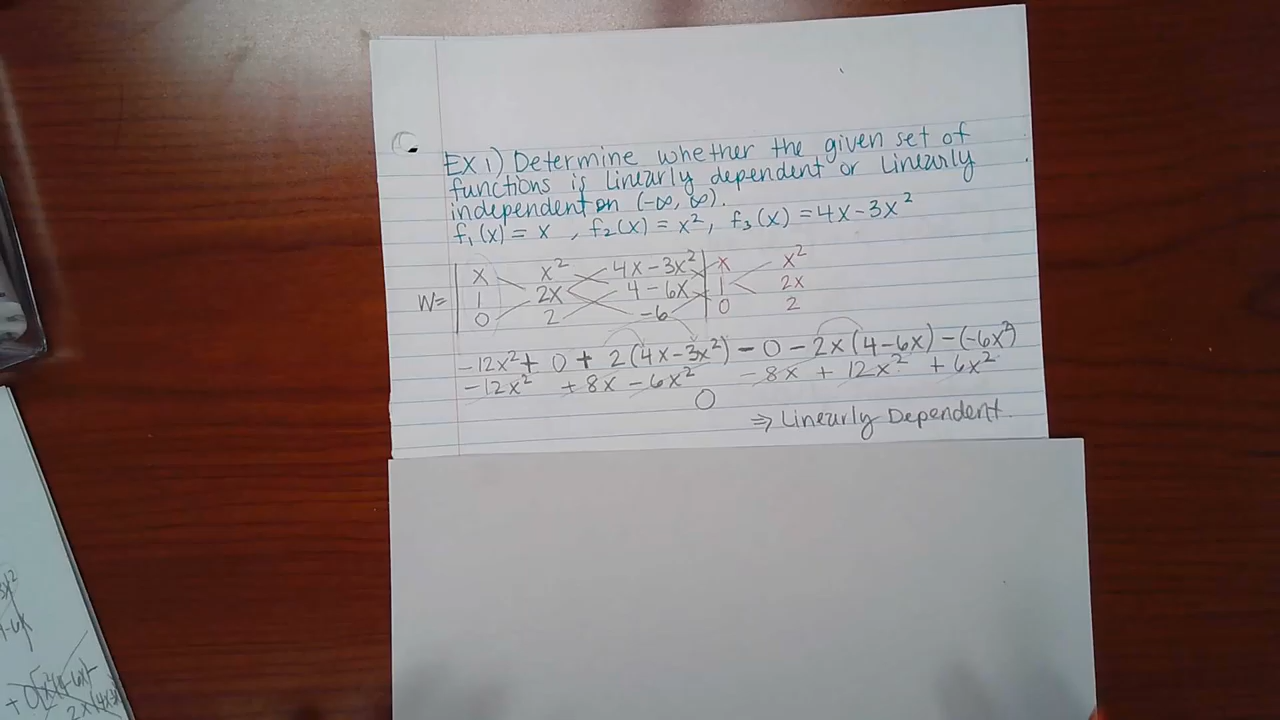 EX 1) Determine whether the given set of
functions is linearly dependent or linearly
independent on (-∞, ∞).
f₁(x) = x , f₂(x) = x², f₃(x) = 4x - 3x²
W = | x x² 4x - 3x² | x x²
1 2x 4 - 6x 1 2x
0 2 -6 0 2
-12x² + 0 + 2(4x - 3x²) - 0 - 2x(4 - 6x) - (-6x²)
-12x² + 8x - 6x² - 8x + 12x² + 6x²
0
⇒ Linearly Dependent.